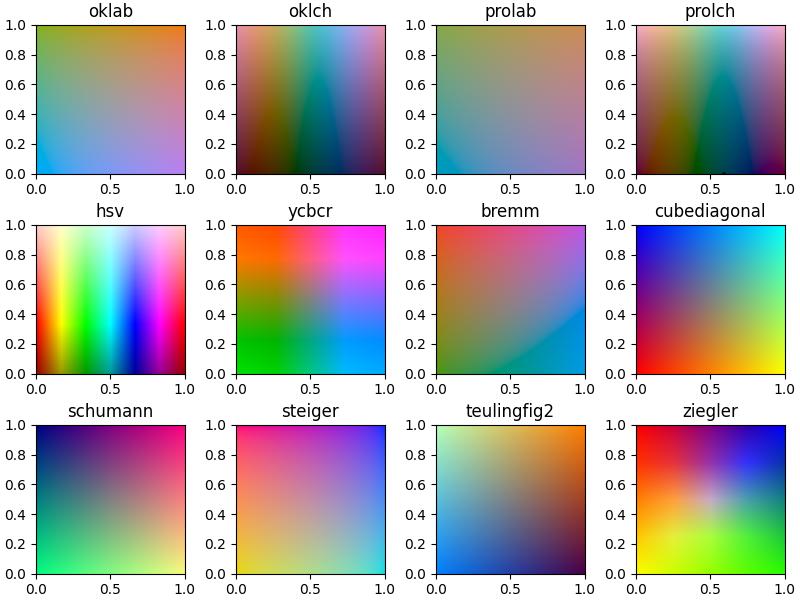 oklab oklch prolab prolch
1.0 1.0 1.0 1.0
0.8 0.8 0.8 0.8
0.6 0.6 0.6 0.6
0.4 0.4 0.4 0.4
0.2 0.2 0.2 0.2
0.0 0.0 0.0 0.0
0.0 0.5 1.0 0.0 0.5 1.0 0.0 0.5 1.0 0.0 0.5 1.0
hsv ycbcr bremm cubediagonal
1.0 1.0 1.0 1.0
0.8 0.8 0.8 0.8
0.6 0.6 0.6 0.6
0.4 0.4 0.4 0.4
0.2 0.2 0.2 0.2
0.0 0.0 0.0 0.0
0.0 0.5 1.0 0.0 0.5 1.0 0.0 0.5 1.0 0.0 0.5 1.0
schumann steiger teulingfig2 ziegler
1.0 1.0 1.0 1.0
0.8 0.8 0.8 0.8
0.6 0.6 0.6 0.6
0.4 0.4 0.4 0.4
0.2 0.2 0.2 0.2
0.0 0.0 0.0 0.0
0.0 0.5 1.0 0.0 0.5 1.0 0.0 0.5 1.0 0.0 0.5 1.0